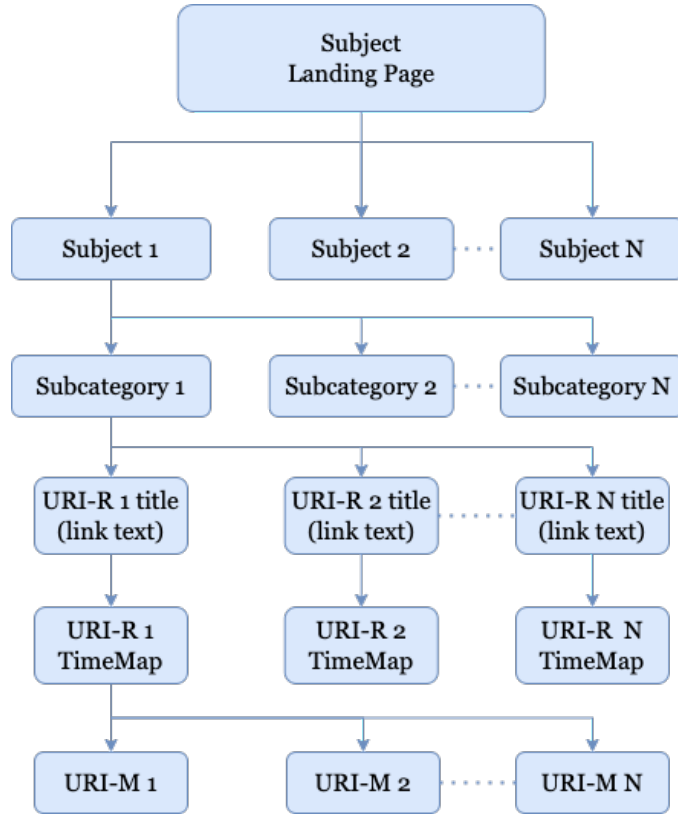 Subject
Landing Page
Subject 1
Subject 2
Subject N
Subcategory 1
Subcategory 2
Subcategory N
URI-R 1 title
(link text)
URI-R 2 title
(link text)
URI-R N title
(link text)
URI-R 1
TimeMap
URI-R 2
TimeMap
URI-R N
TimeMap
URI-M 1
URI-M 2
URI-M N